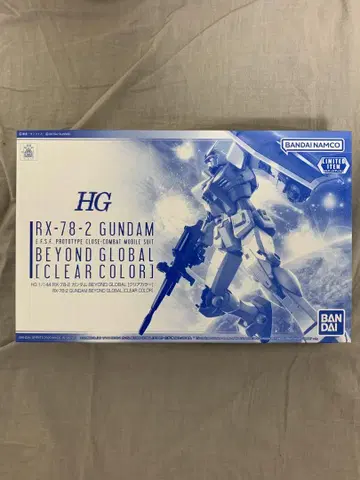 BANDAI NAMCO
LIMITED
ITEM
HG
RX-78-2 GUNDAM
E.F.S.F. PROTOTYPE CLOSE-COMBAT MOBILE SUIT
BEYOND GLOBAL
[CLEAR COLOR]
HG 1/144 RX-78-2 ガンダム BEYOND GLOBAL [クリアカラー]
RX-78-2 GUNDAM BEYOND GLOBAL [CLEAR COLOR]
BAN
DAI